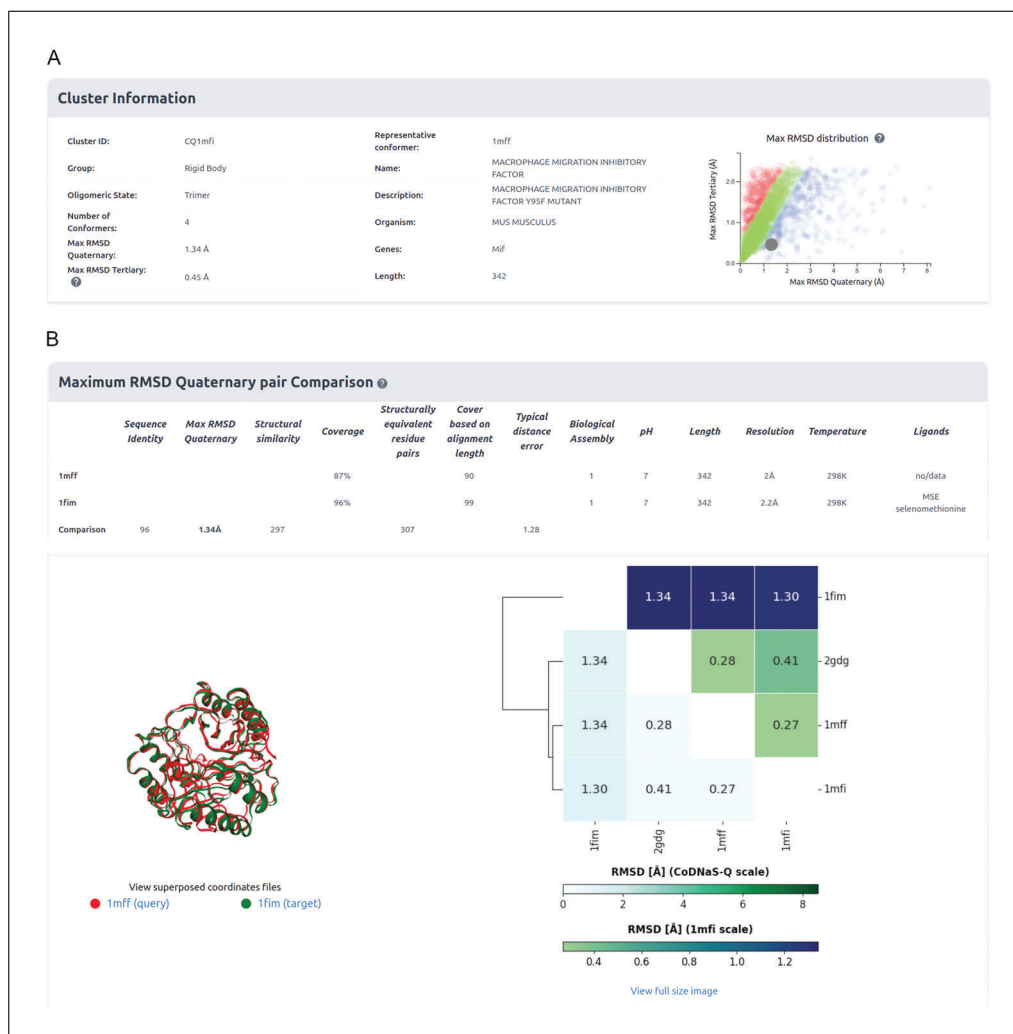 A
Cluster Information
Cluster ID: CQ1mfi
Group: Rigid Body
Oligomeric State: Trimer
Number of
Conformers: 4
Max RMSD
Quaternary: 1.34 Å
Max RMSD Tertiary: 0.45 Å
?
Representative
conformer: 1mff
Name: MACROPHAGE MIGRATION INHIBITORY
FACTOR
Description: MACROPHAGE MIGRATION INHIBITORY
FACTOR Y95F MUTANT
Organism: MUS MUSCULUS
Genes: Mif
Length: 342
Max RMSD distribution ?
Max RMSD Tertiary (Å)
2.0
1.0
0.0
0 1 2 3 4 5 6 7 8
Max RMSD Quaternary (Å)
B
Maximum RMSD Quaternary pair Comparison ?
Sequence Identity Max RMSD Quaternary Structural similarity Coverage Structurally equivalent residue pairs Cover based on alignment length Typical distance error Biological Assembly pH Length Resolution Temperature Ligands
1mff 87% 90 1 7 342 2Å 298K no/data
1fim 96% 99 1 7 342 2.2Å 298K MSE selenomethionine
Comparison 96 1.34Å 297 307 1.28
1.34 1.34 1.30 1fim
1.34 0.28 0.41 2gdg
1.34 0.28 0.27 1mff
1.30 0.41 0.27 1mfi
1fim 2gdg 1mff 1mfi
View superposed coordinates files
1mff (query) 1fim (target)
RMSD [Å] (CoDNaS-Q scale)
0 2 4 6 8
RMSD [Å] (1mfi scale)
0.4 0.6 0.8 1.0 1.2
View full size image